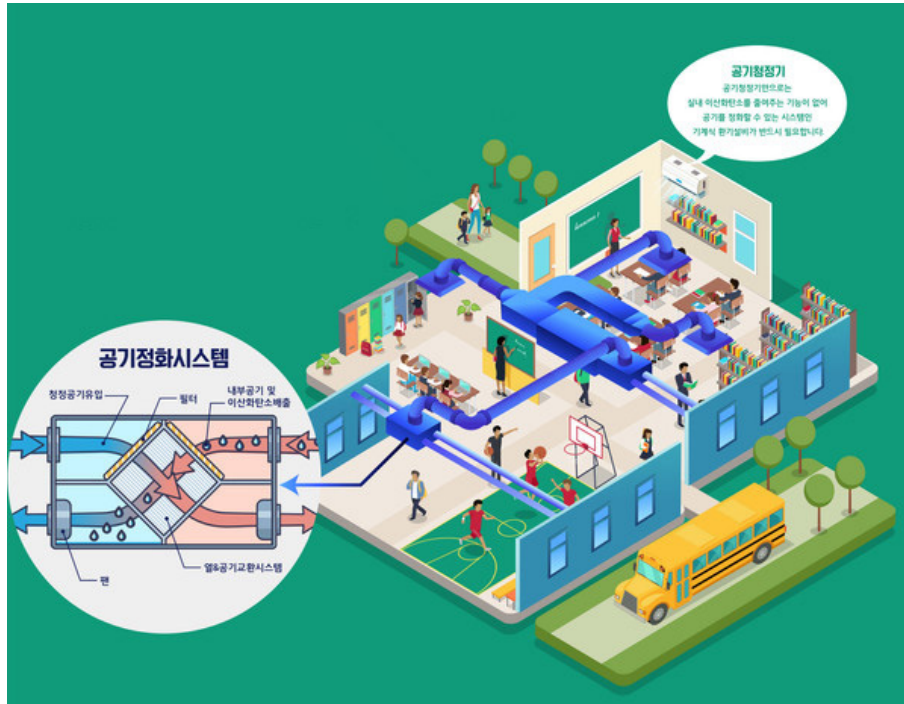 공기청정기
공기청정기만으로는
실내 이산화탄소를 줄여주는 기능이 없어
공기를 정화할 수 있는 시스템인
기계식 환기설비가 반드시 필요합니다.
공기정화시스템
청정공기유입
필터
내부공기 및
이산화탄소배출
열&공기교환시스템
팬